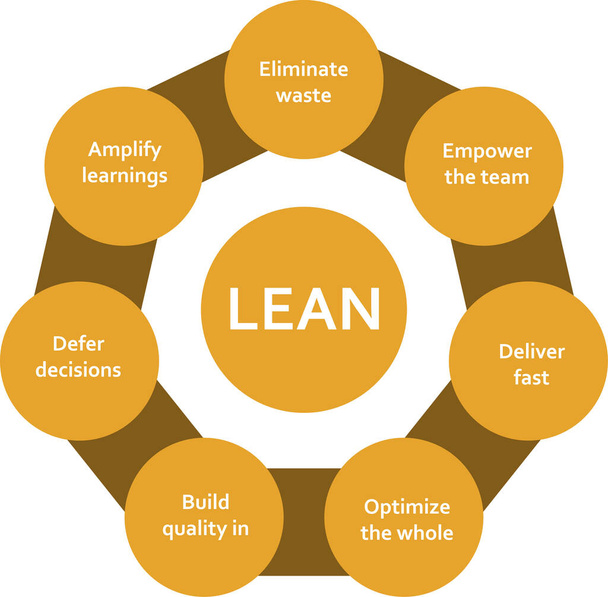 Eliminate
waste
Empower
the team
Deliver
fast
Optimize
the whole
Build
quality in
Defer
decisions
Amplify
learnings
LEAN